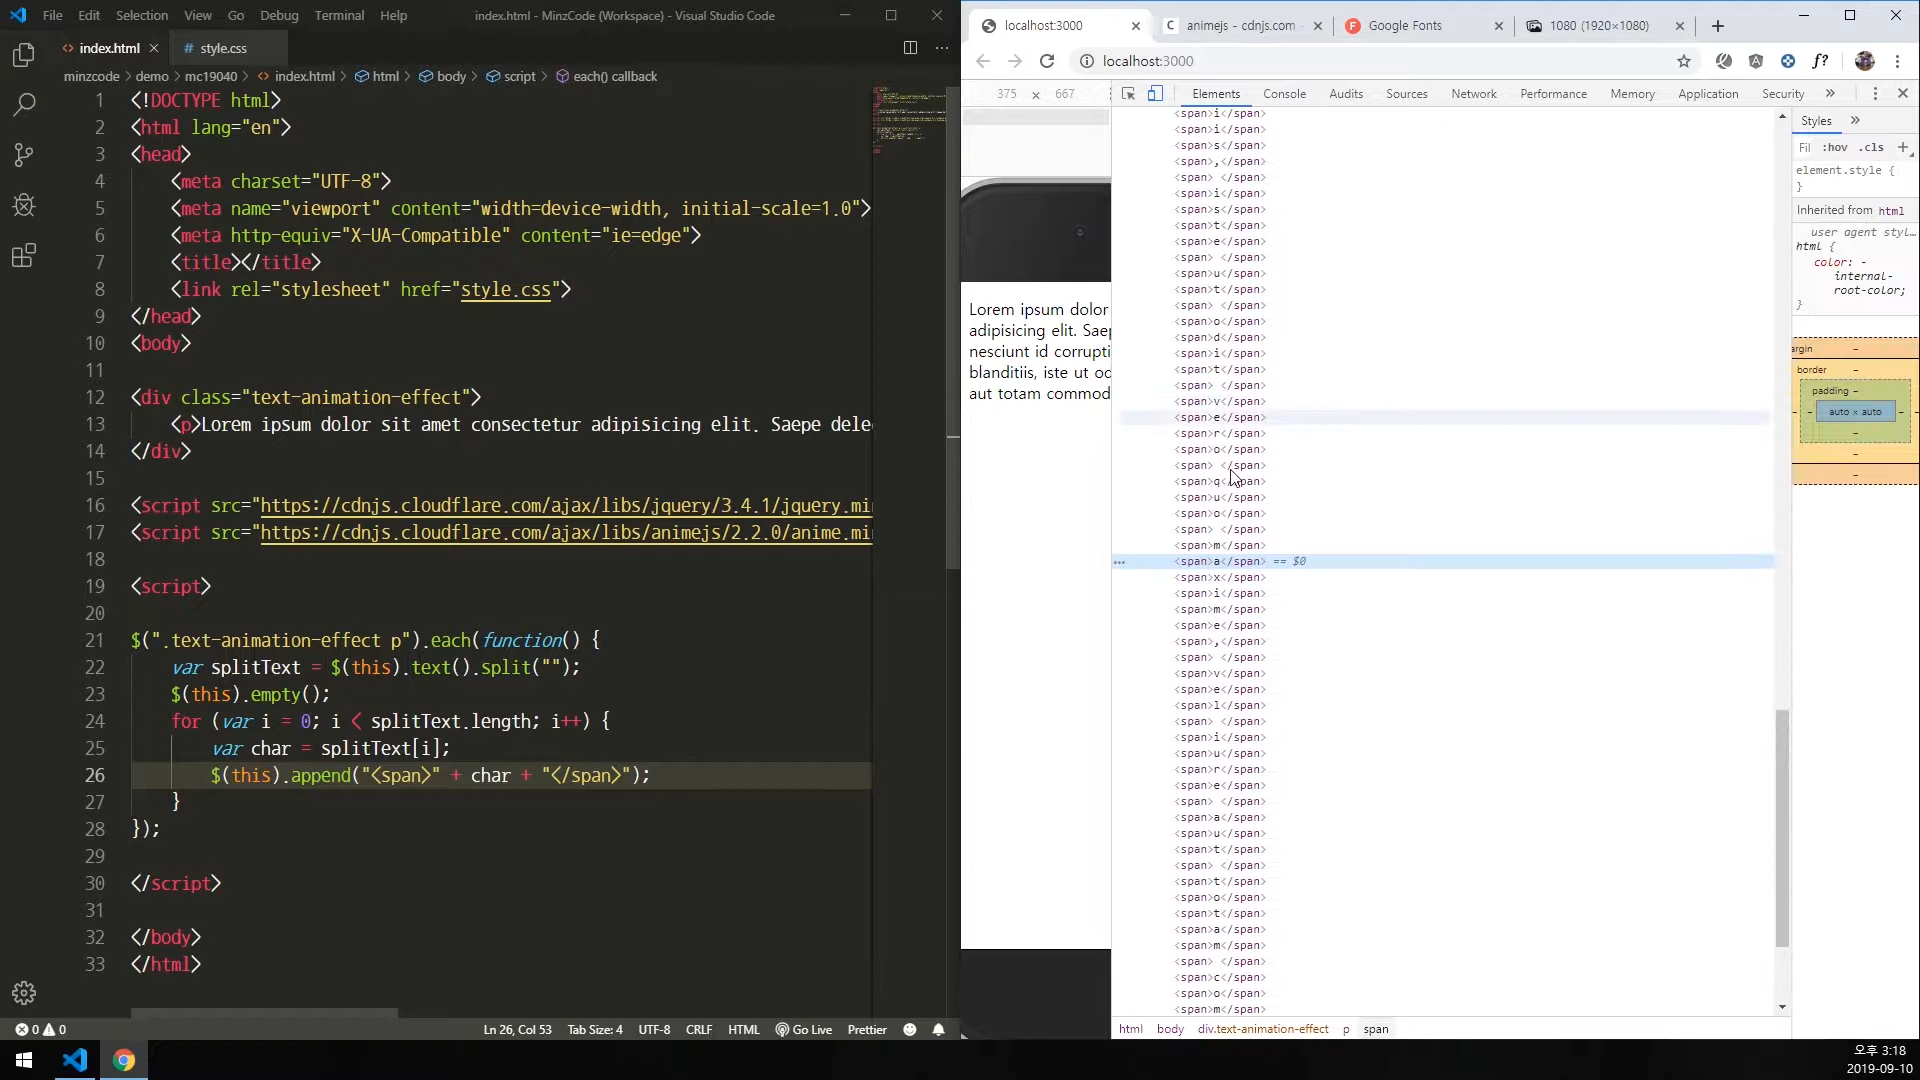 File Edit Selection View Go Debug Terminal Help index.html - MinzCode (Workspace) - Visual Studio Code
index.html style.css
minzcode > demo > mc19040 > index.html > html > body > script > each() callback
1 <!DOCTYPE html>
2 <html lang="en">
3 <head>
4 <meta charset="UTF-8">
5 <meta name="viewport" content="width=device-width, initial-scale=1.0">
6 <meta http-equiv="X-UA-Compatible" content="ie=edge">
7 <title></title>
8 <link rel="stylesheet" href="style.css">
9 </head>
10 <body>
11
12 <div class="text-animation-effect">
13 <p>Lorem ipsum dolor sit amet consectetur adipisicing elit. Saepe dele
14 </div>
15
16 <script src="https://cdnjs.cloudflare.com/ajax/libs/jquery/3.4.1/jquery.mi
17 <script src="https://cdnjs.cloudflare.com/ajax/libs/animejs/2.2.0/anime.mi
18
19 <script>
20
21 $(".text-animation-effect p").each(function() {
22 var splitText = $(this).text().split("");
23 $(this).empty();
24 for (var i = 0; i < splitText.length; i++) {
25 var char = splitText[i];
26 $(this).append("<span>" + char + "</span>");
27 }
28 });
29
30 </script>
31
32 </body>
33 </html>
0 0 Ln 26, Col 53 Tab Size: 4 UTF-8 CRLF HTML Go Live Prettier
localhost:3000 animejs - cdnjs.com Google Fonts 1080 (1920×1080)
localhost:3000 f?
375 × 667
Lorem ipsum dolor
adipisicing elit. Saep
nesciunt id corrupti
blanditiis, iste ut oc
aut totam commod
Elements Console Audits Sources Network Performance Memory Application Security »
<span>i</span>
<span>i</span>
<span>s</span>
<span>,</span>
<span> </span>
<span>i</span>
<span>s</span>
<span>t</span>
<span>e</span>
<span> </span>
<span>u</span>
<span>t</span>
<span> </span>
<span>o</span>
<span>d</span>
<span>i</span>
<span>t</span>
<span> </span>
<span>v</span>
<span>e</span>
<span>r</span>
<span>o</span>
<span> </span>
<span>q</span>
<span>u</span>
<span>o</span>
<span> </span>
<span>m</span>
<span>a</span> == $0
<span>x</span>
<span>i</span>
<span>m</span>
<span>e</span>
<span>,</span>
<span> </span>
<span>v</span>
<span>e</span>
<span>l</span>
<span> </span>
<span>i</span>
<span>u</span>
<span>r</span>
<span>e</span>
<span> </span>
<span>a</span>
<span>u</span>
<span>t</span>
<span> </span>
<span>t</span>
<span>o</span>
<span>t</span>
<span>a</span>
<span>m</span>
<span> </span>
<span>c</span>
<span>o</span>
<span>m</span>
html body div.text-animation-effect p span
Styles »
Fil :hov .cls +
element.style {
}
Inherited from html
user agent styl…
html {
color: -
internal-
root-color;
}
argin –
border –
padding –
– – auto × auto – –
–
–
–
오후 3:18
2019-09-10